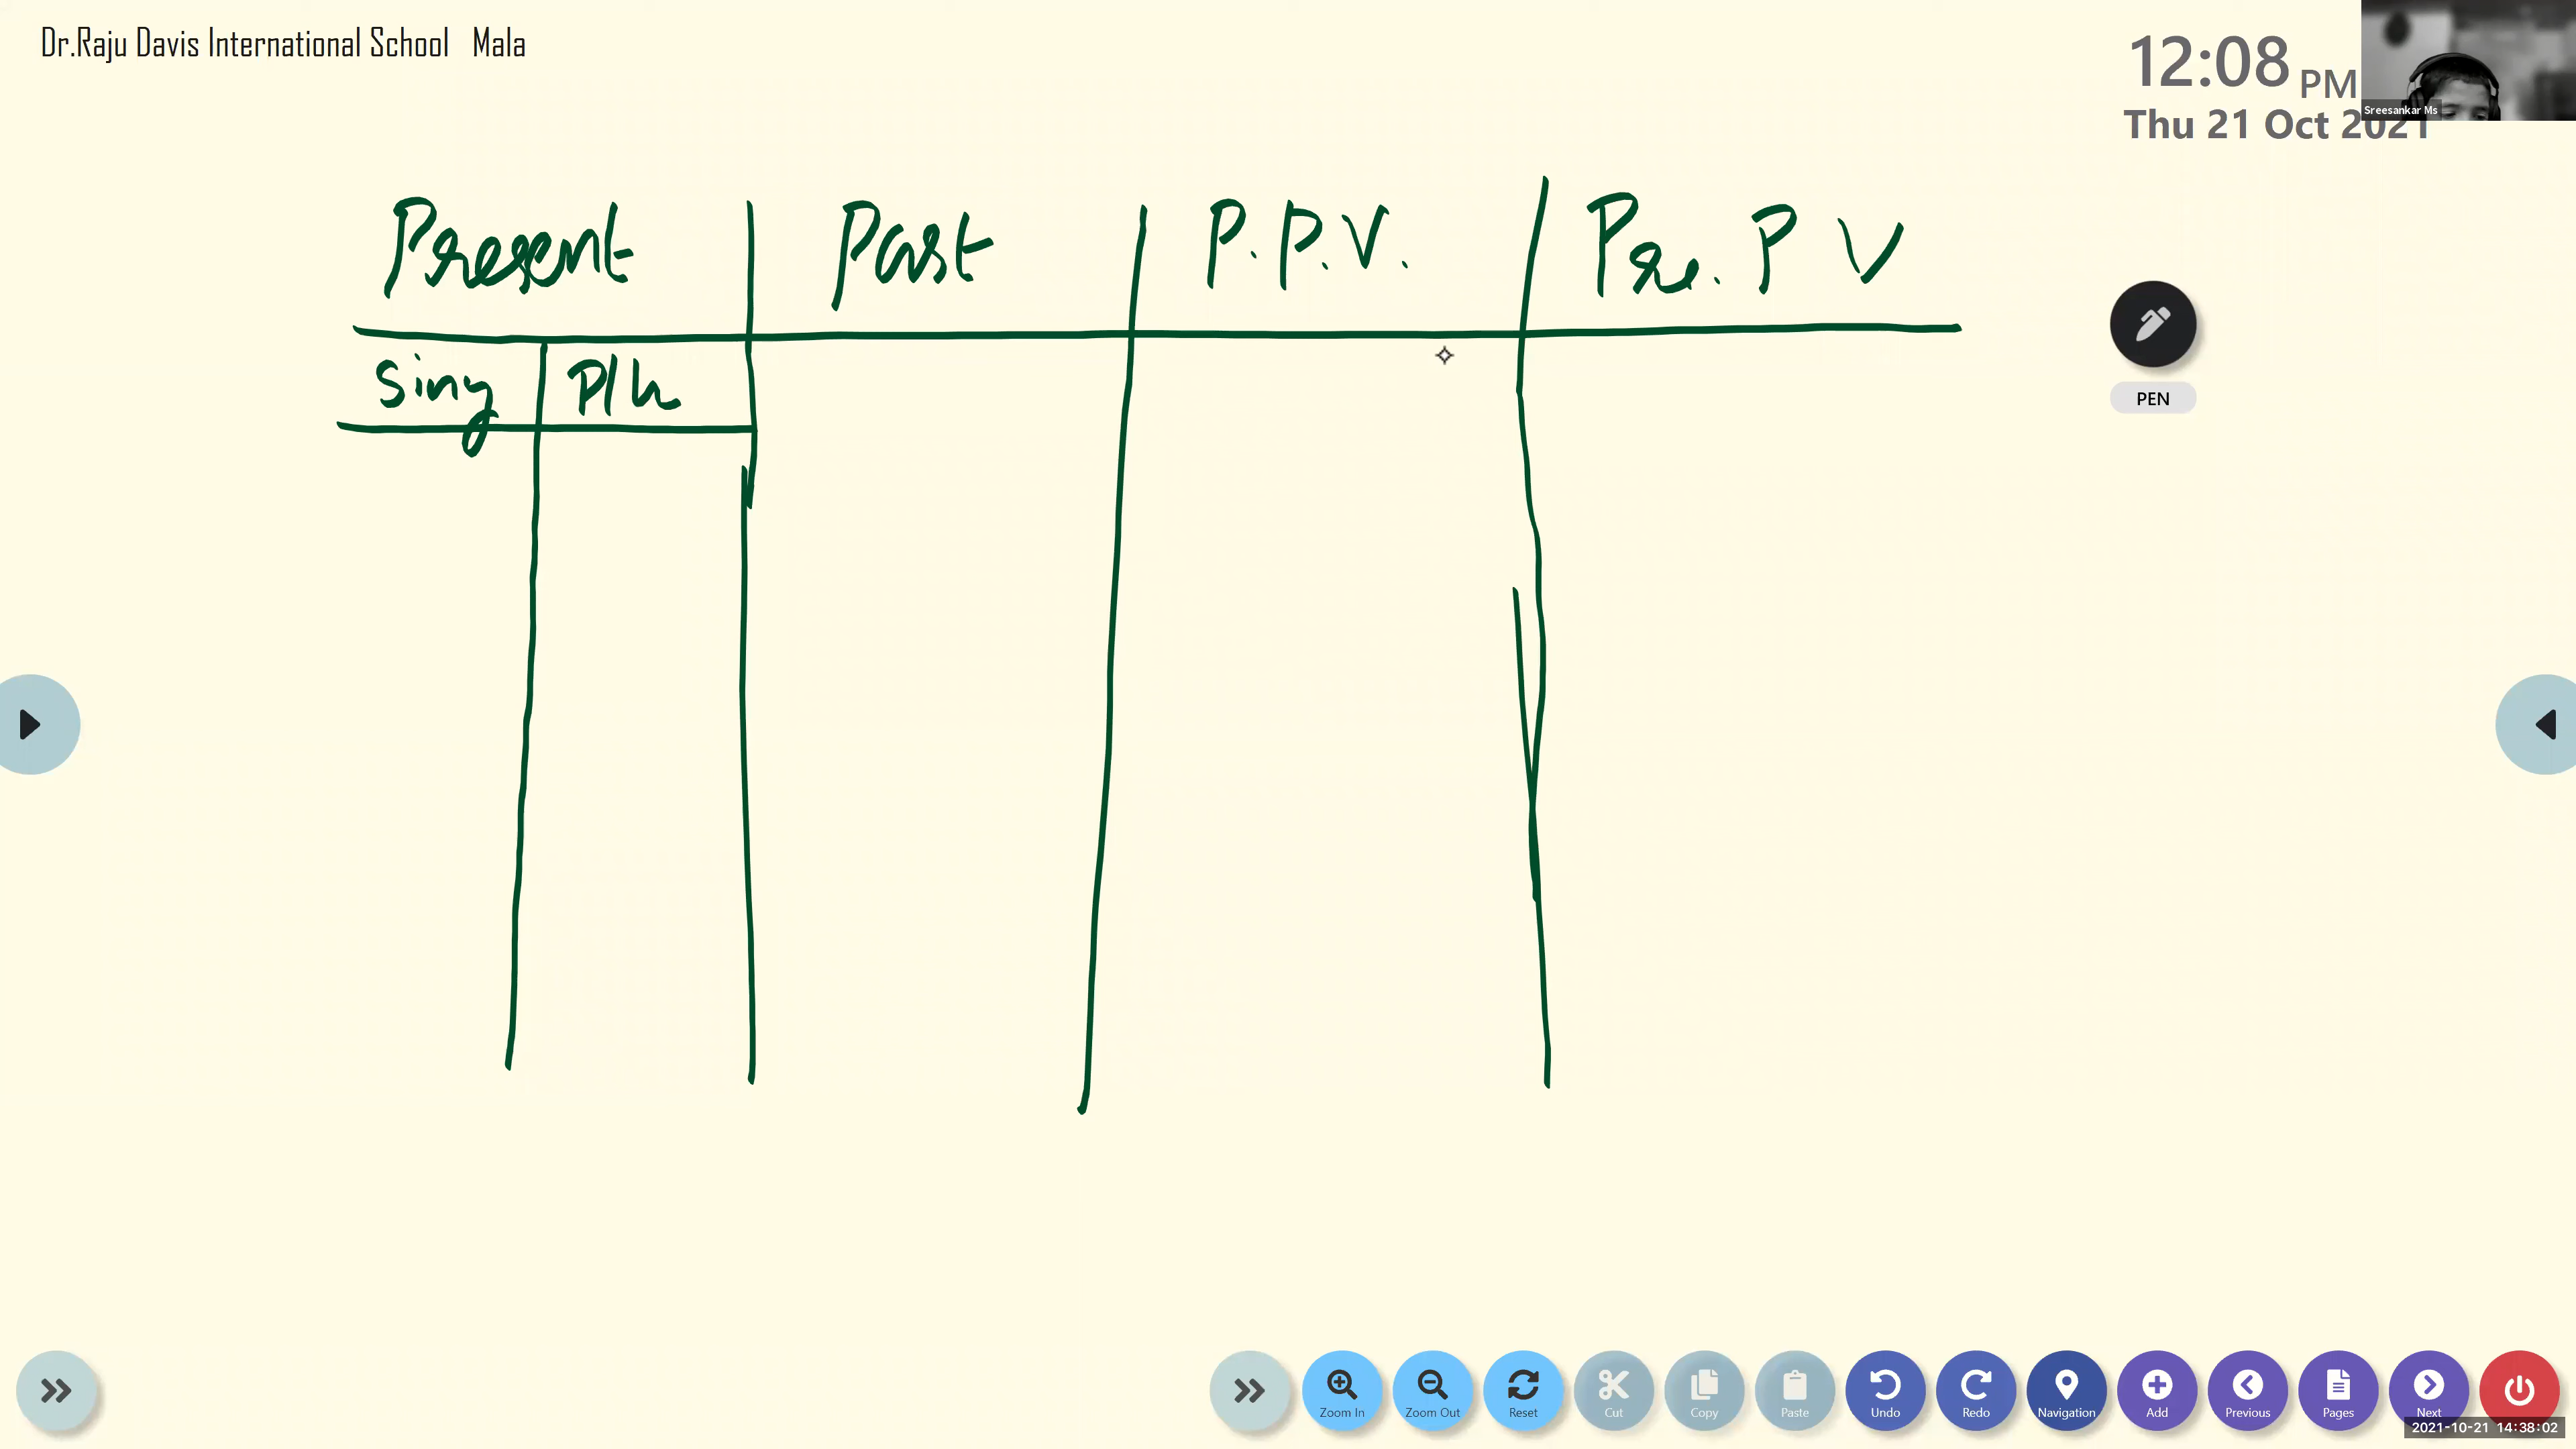 Dr.Raju Davis International School Mala
12:08 PM
Thu 21 Oct 2021
Sreesankar Ms
Present Past P.P.V. Pre. P V
Sing Plu
PEN
Zoom In Zoom Out Reset Cut Copy Paste Undo Redo Navigation Add Previous Pages Next
2021-10-21 14:38:02